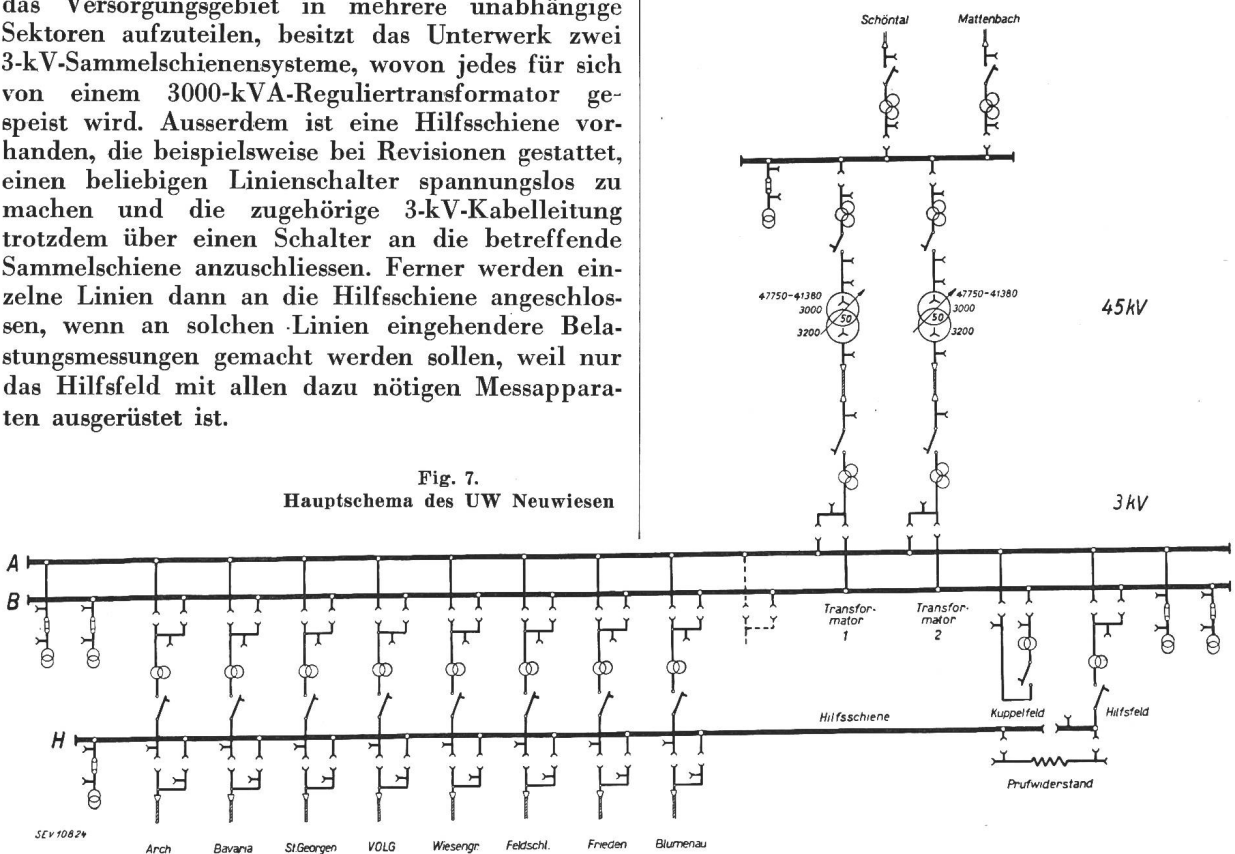 das Versorgungsgebiet in mehrere unabhängige
Sektoren aufzuteilen, besitzt das Unterwerk zwei
3-kV-Sammelschienensysteme, wovon jedes für sich
von einem 3000-kVA-Reguliertransformator ge-
speist wird. Ausserdem ist eine Hilfsschiene vor-
handen, die beispielsweise bei Revisionen gestattet,
einen beliebigen Linienschalter spannungslos zu
machen und die zugehörige 3-kV-Kabelleitung
trotzdem über einen Schalter an die betreffende
Sammelschiene anzuschliessen. Ferner werden ein-
zelne Linien dann an die Hilfsschiene angeschlos-
sen, wenn an solchen Linien eingehendere Bela-
stungsmessungen gemacht werden sollen, weil nur
das Hilfsfeld mit allen dazu nötigen Messappara-
ten ausgerüstet ist.
Fig. 7.
Hauptschema des UW Neuwiesen
Schöntal
Mattenbach
47750-41380
3000
50
3200
47750-41380
3000
50
3200
45kV
3kV
A
B
Transfor-
mator
1
Transfor-
mator
2
Kuppelfeld
Hilfsfeld
H
Hilfsschiene
Prüfwiderstand
SEV 10824
Arch
Bavaria
St.Georgen
VOLG
Wiesengr.
Feldschl.
Frieden
Blumenau